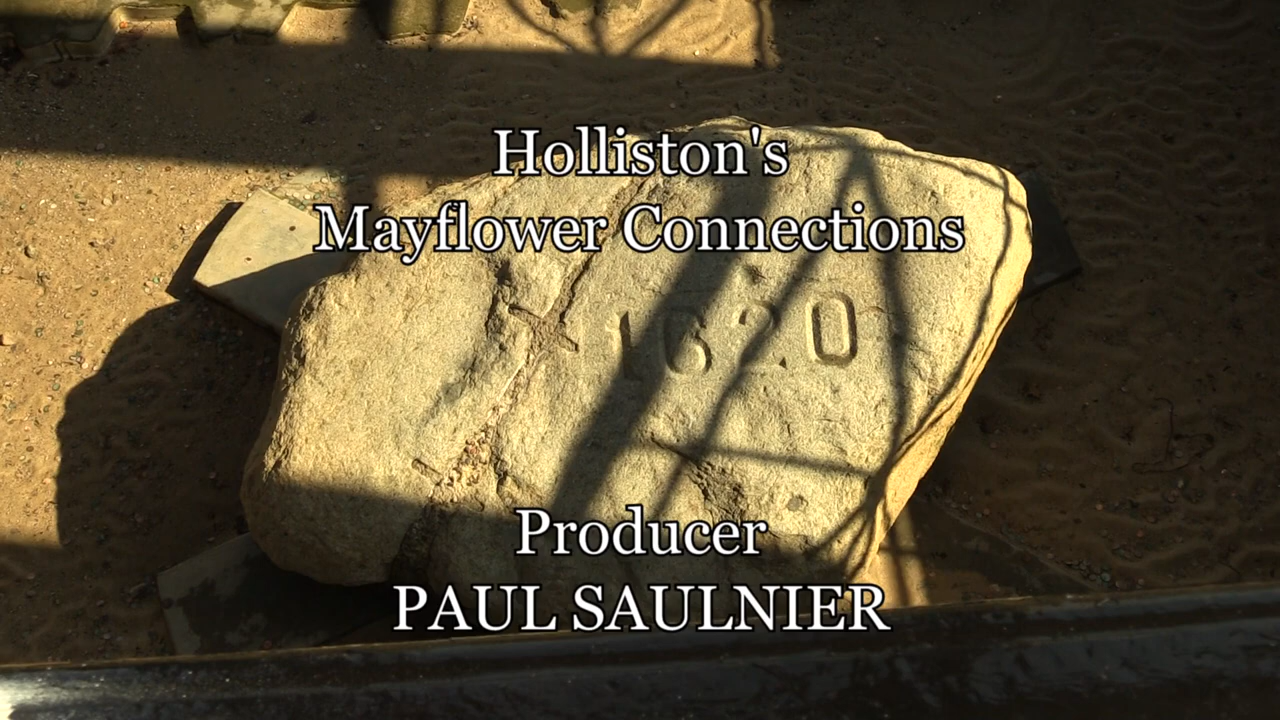 Holliston's
Mayflower Connections
1620
Producer
PAUL SAULNIER